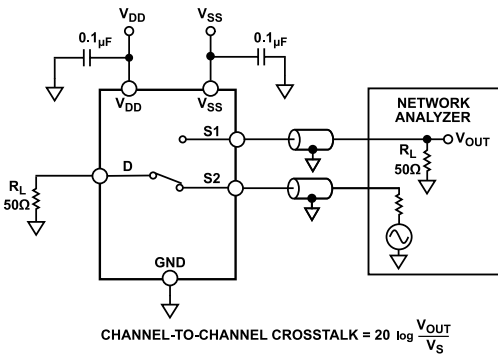 VDD
VSS
0.1µF
0.1µF
VDD
VSS
NETWORK
ANALYZER
S1
VOUT
RL
50Ω
D
S2
RL
50Ω
GND
CHANNEL-TO-CHANNEL CROSSTALK = 20 log VOUT
VS